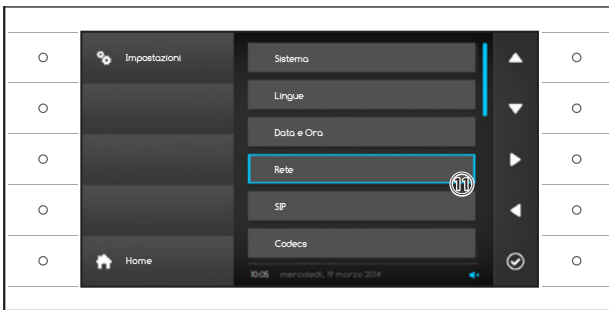 Impostazioni
Sistema
Lingue
Data e Ora
Rete
11
SIP
Codecs
Home
10:05 mercoledì, 19 marzo 2014